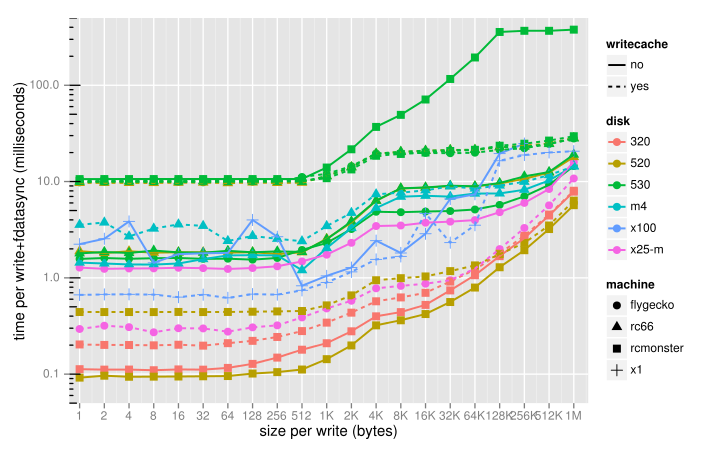 time per write+fdatasync (milliseconds)
100.0
10.0
1.0
0.1
1 2 4 8 16 32 64 128 256 512 1K 2K 4K 8K 16K 32K 64K 128K 256K 512K 1M
size per write (bytes)
writecache
no
yes
disk
320
520
530
m4
x100
x25-m
machine
flygecko
rc66
rcmonster
x1